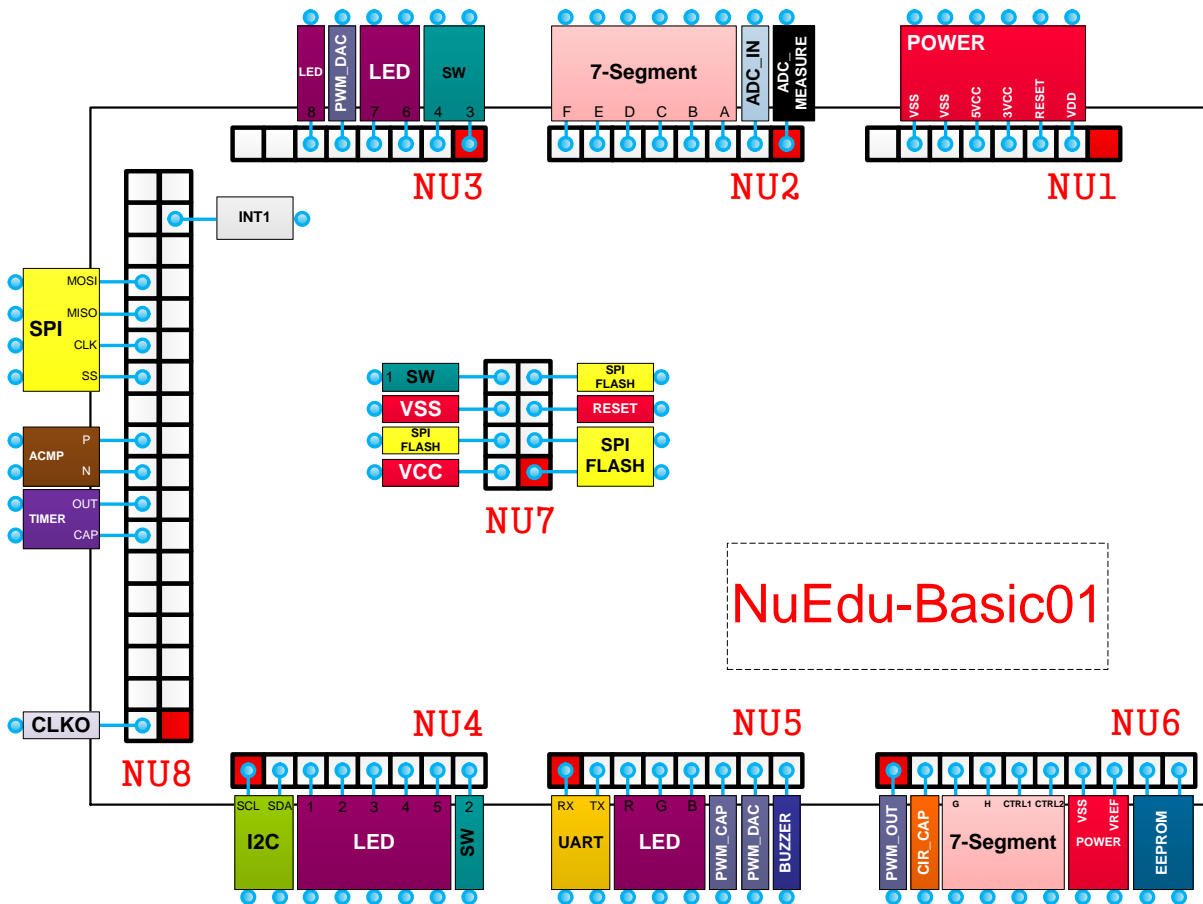 LED
8
PWM_DAC
LED
7 6
SW
4 3
7-Segment
F E D C B A
ADC_IN
ADC_
MEASURE
POWER
VSS
VSS
5VCC
3VCC
RESET
VDD
NU3
NU2
NU1
INT1
SPI
MOSI
MISO
CLK
SS
ACMP
P
N
TIMER
OUT
CAP
CLKO
NU8
1 SW
VSS
SPI
FLASH
VCC
SPI
FLASH
RESET
SPI
FLASH
NU7
NuEdu-Basic01
NU4
NU5
NU6
SCL SDA
I2C
1 2 3 4 5
LED
2
SW
RX TX
UART
R G B
LED
PWM_CAP
PWM_DAC
BUZZER
PWM_OUT
CIR_CAP
G H CTRL1 CTRL2
7-Segment
VSS
VREF
POWER
EEPROM